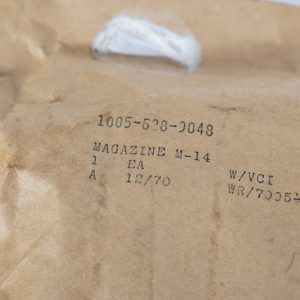 1005-628-9048
MAGAZINE M-14
1 EA
A 12/70 W/VCI
WR/7005